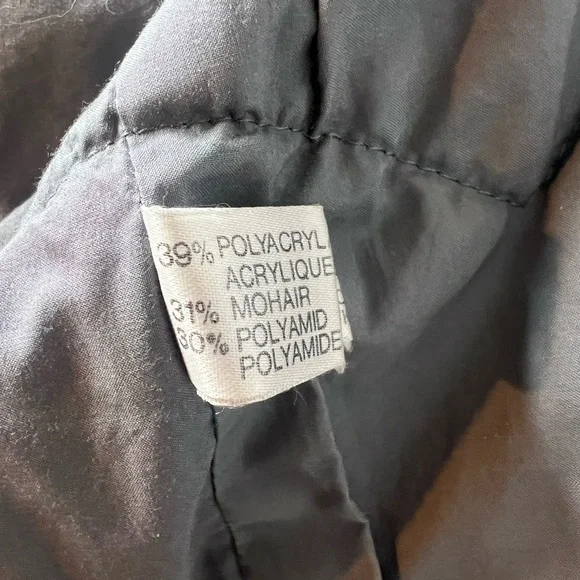 39% POLYACRYL
ACRYLIQUE
31% MOHAIR
30% POLYAMID
POLYAMIDE